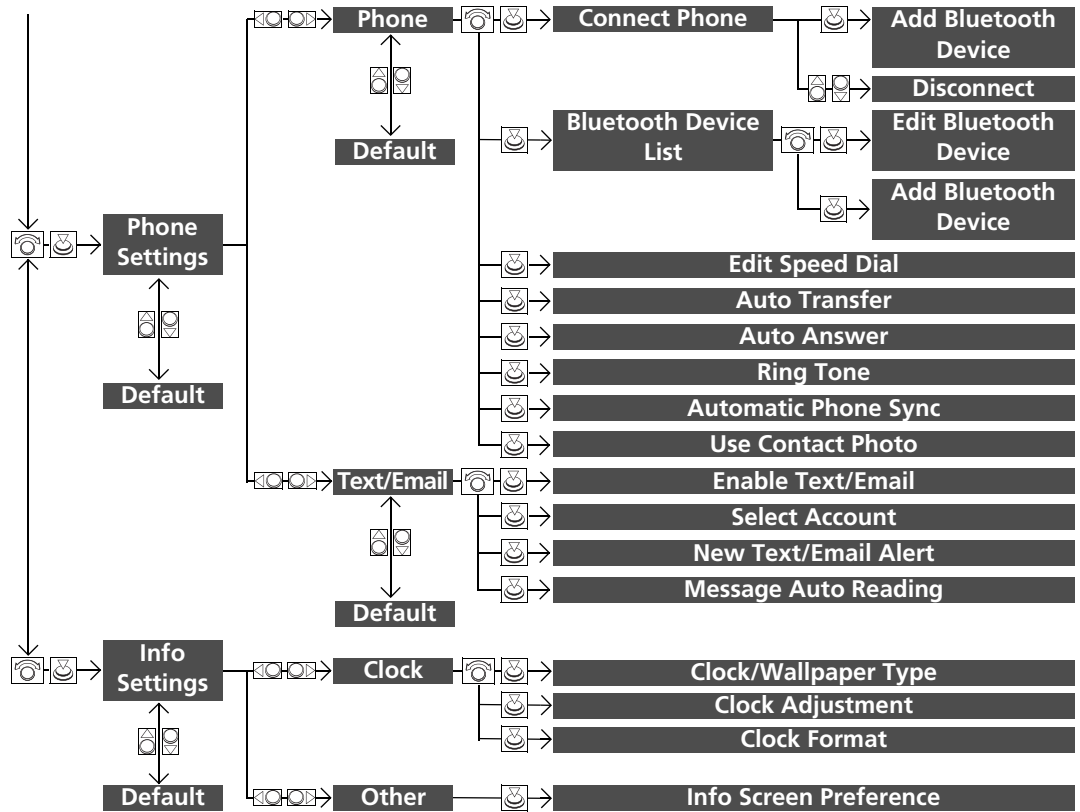 Phone
Connect Phone
Add Bluetooth
Device
Disconnect
Default
Bluetooth Device
List
Edit Bluetooth
Device
Add Bluetooth
Device
Phone
Settings
Default
Edit Speed Dial
Auto Transfer
Auto Answer
Ring Tone
Automatic Phone Sync
Use Contact Photo
Text/Email
Enable Text/Email
Select Account
New Text/Email Alert
Message Auto Reading
Default
Info
Settings
Default
Clock
Clock/Wallpaper Type
Clock Adjustment
Clock Format
Other
Info Screen Preference